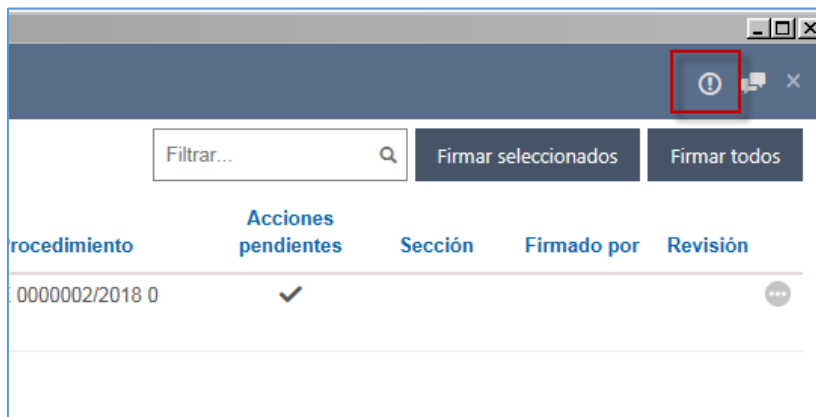 Filtrar...
Firmar seleccionados
Firmar todos
Acciones
pendientes
rocedimiento
Sección
Firmado por
Revisión
0000002/2018 0